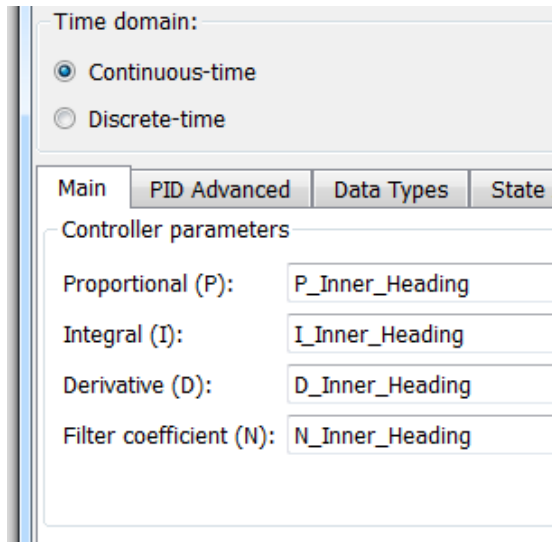 Time domain:
Continuous-time
Discrete-time
Main PID Advanced Data Types State
Controller parameters
Proportional (P): P_Inner_Heading
Integral (I): I_Inner_Heading
Derivative (D): D_Inner_Heading
Filter coefficient (N): N_Inner_Heading